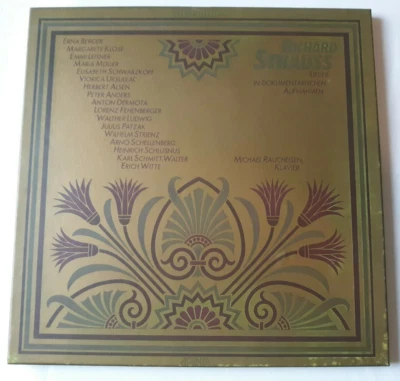 ERNA BERGER
MARGARETE KLOSE
EMMI LEISNER
MARIA MÜLLER
ELISABETH SCHWARZKOPF
VIORICA URSULEAC
HERBERT ALSEN
PETER ANDERS
ANTON DERMOTA
LORENZ FEHENBERGER
WALTHER LUDWIG
JULIUS PATZAK
WILHELM STRIENZ
ARNO SCHELLENBERG
HEINRICH SCHLUSNUS
KARL SCHMITT-WALTER
ERICH WITTE
RICHARD
STRAUSS
LIEDER
IN DOKUMENTARISCHEN
AUFNAHMEN
MICHAEL RAUCHEISEN,
KLAVIER